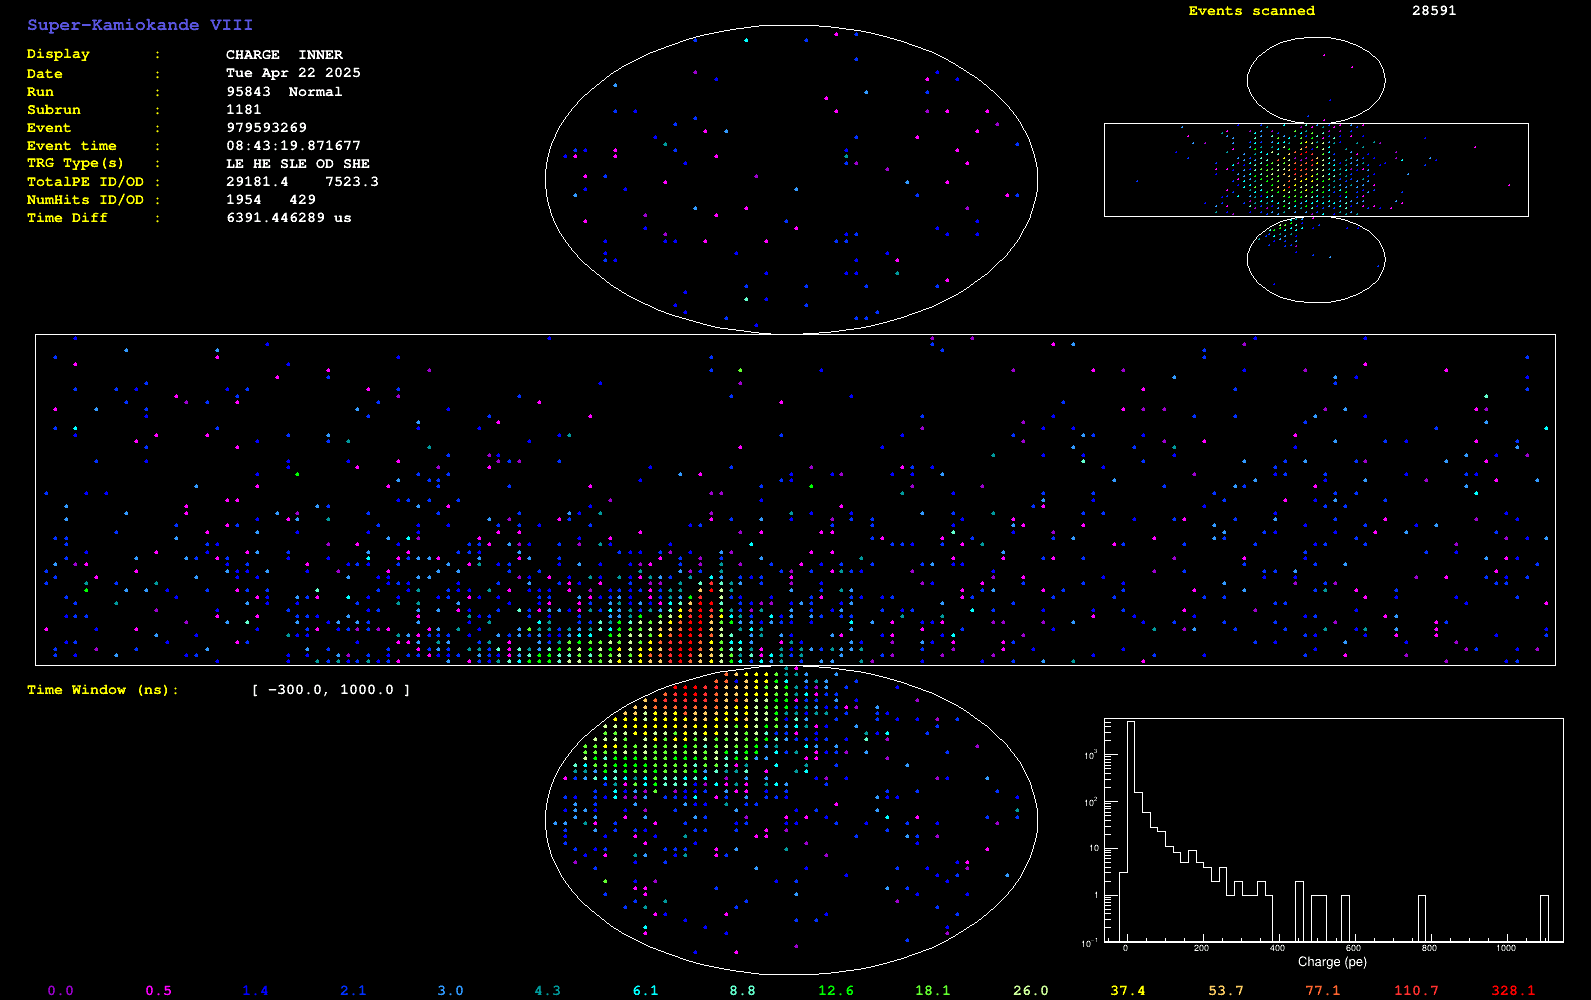 Super-Kamiokande VIII
Events scanned 28591
Display : CHARGE INNER
Date : Tue Apr 22 2025
Run : 95843 Normal
Subrun : 1181
Event : 979593269
Event time : 08:43:19.871677
TRG Type(s) : LE HE SLE OD SHE
TotalPE ID/OD : 29181.4 7523.3
NumHits ID/OD : 1954 429
Time Diff : 6391.446289 us
Time Window (ns): [ −300.0, 1000.0 ]
10³
10²
10
1
10⁻¹
0 200 400 600 800 1000
Charge (pe)
0.0 0.5 1.4 2.1 3.0 4.3 6.1 8.8 12.6 18.1 26.0 37.4 53.7 77.1 110.7 328.1